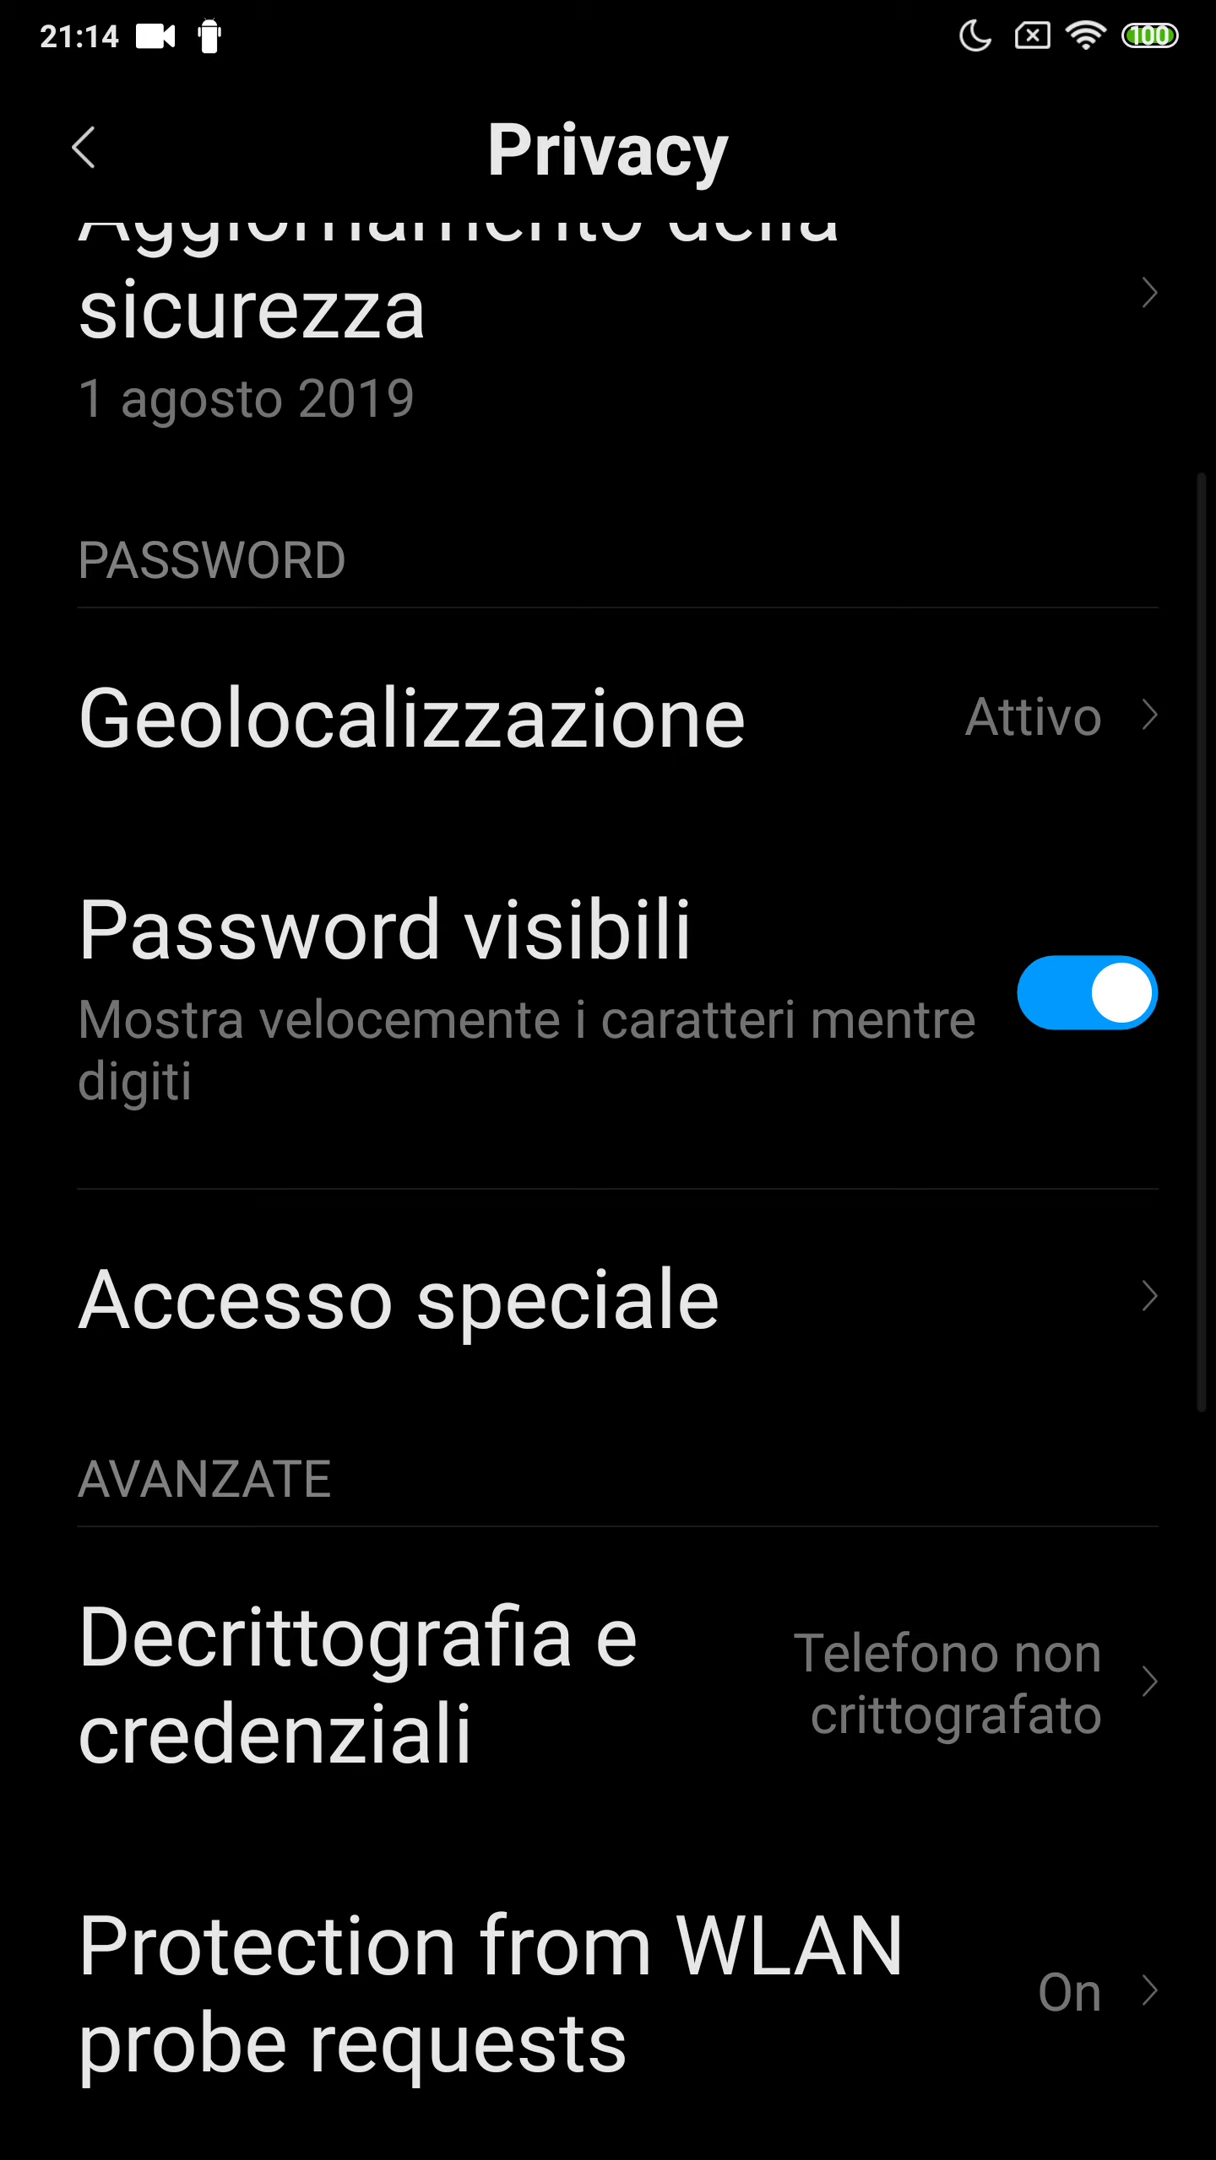 21:14
100
Privacy
Aggiornamento della
sicurezza
1 agosto 2019
PASSWORD
Geolocalizzazione
Attivo
Password visibili
Mostra velocemente i caratteri mentre
digiti
Accesso speciale
AVANZATE
Decrittografia e
credenziali
Telefono non
crittografato
Protection from WLAN
probe requests
On